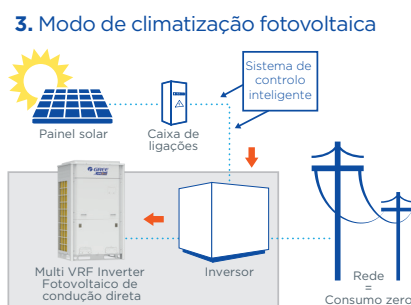 3. Modo de climatização fotovoltaica
Sistema de
controlo
inteligente
Painel solar
Caixa de
ligações
GREE
Multi VRF Inverter
Fotovoltaico de
condução direta
Inversor
Rede
=
Consumo zero